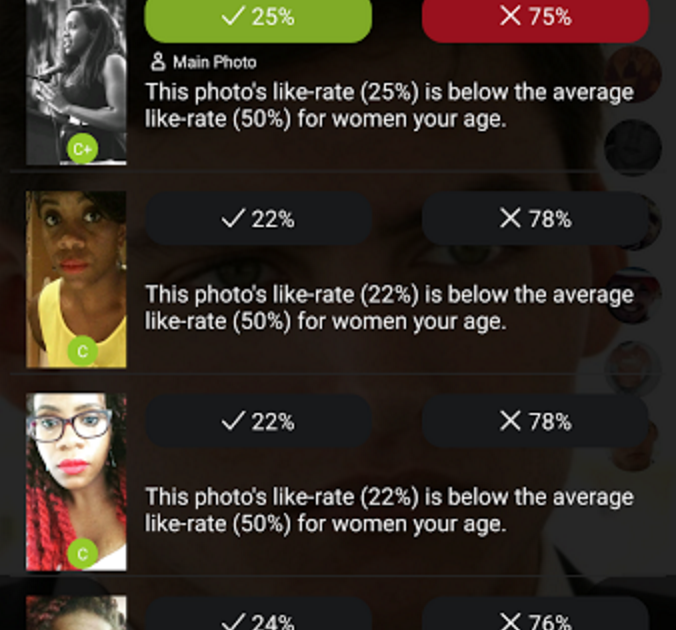 ✓ 25% ✕ 75%
Main Photo
This photo's like-rate (25%) is below the average
like-rate (50%) for women your age.
C+
✓ 22% ✕ 78%
This photo's like-rate (22%) is below the average
like-rate (50%) for women your age.
C
✓ 22% ✕ 78%
This photo's like-rate (22%) is below the average
like-rate (50%) for women your age.
C
✓ 24% ✕ 76%